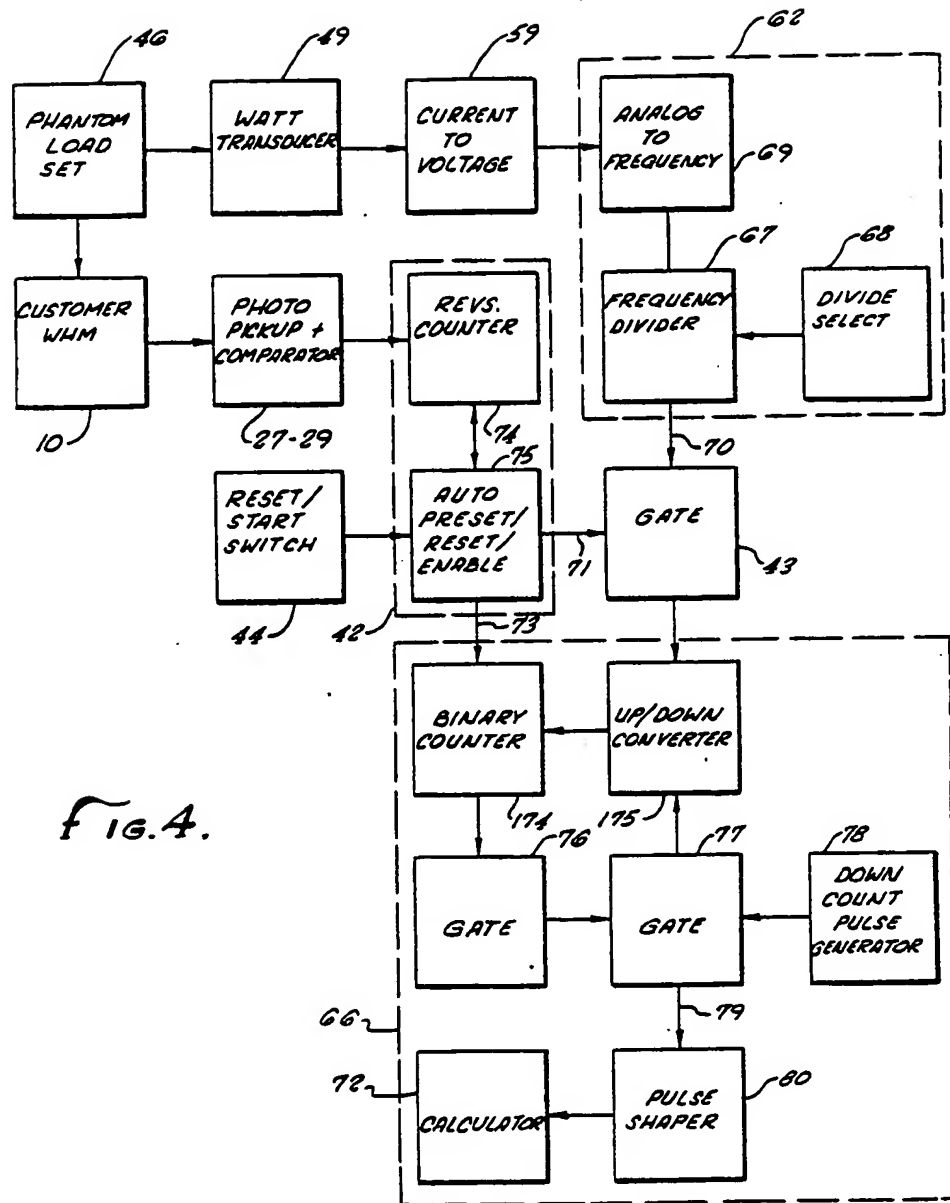 46
49
59
62
PHANTOM
LOAD
SET
WATT
TRANSDUCER
CURRENT
TO
VOLTAGE
ANALOG
TO
FREQUENCY
69
67
68
CUSTOMER
WHM
PHOTO
PICKUP +
COMPARATOR
REVS.
COUNTER
FREQUENCY
DIVIDER
DIVIDE
SELECT
10
27-29
74
75
70
RESET/
START
SWITCH
AUTO
PRESET/
RESET/
ENABLE
71
GATE
43
44
42
73
BINARY
COUNTER
UP/DOWN
CONVERTER
174
175
76
77
78
GATE
GATE
DOWN
COUNT
PULSE
GENERATOR
FIG. 4.
66
79
72
80
CALCULATOR
PULSE
SHAPER